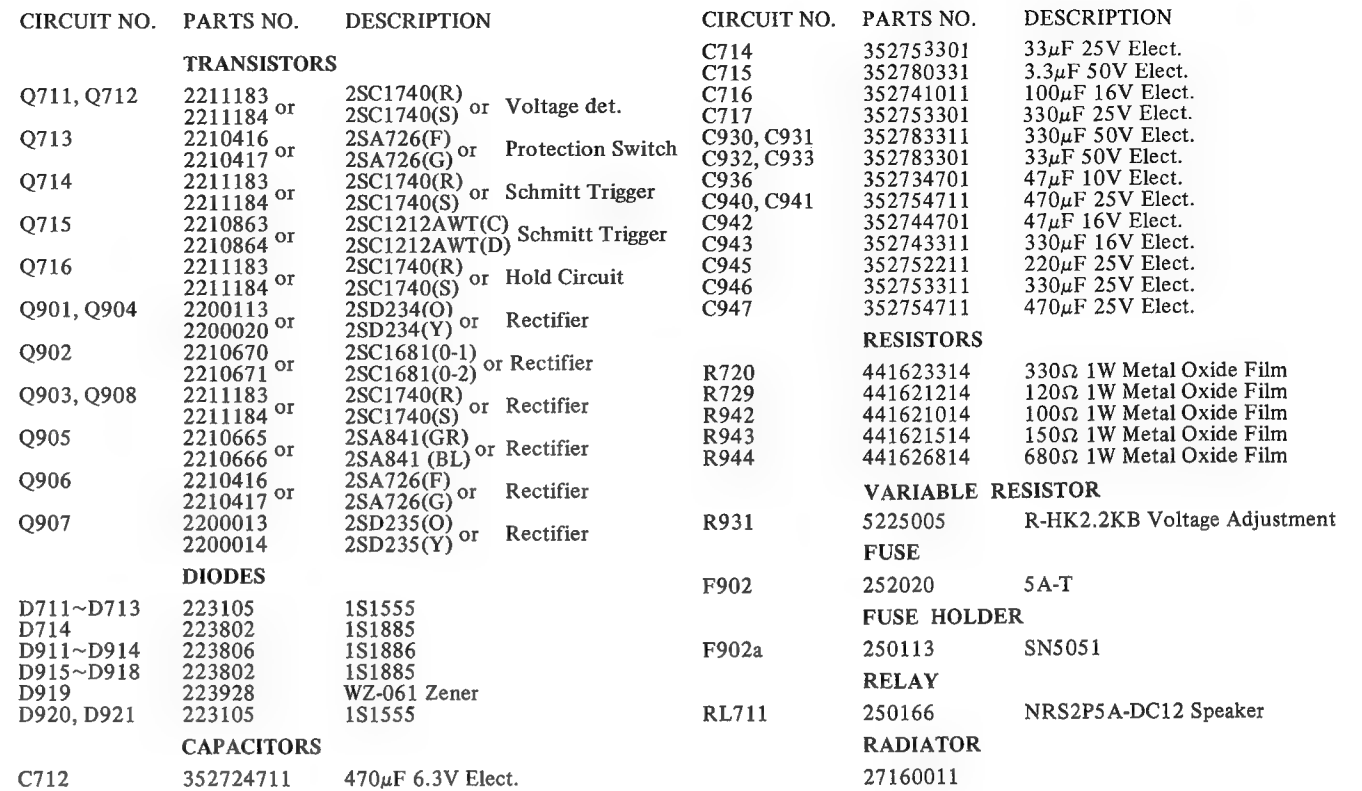 CIRCUIT NO. PARTS NO. DESCRIPTION
TRANSISTORS
Q711, Q712 2211183 or 2SC1740(R) or Voltage det.
2211184 2SC1740(S)
Q713 2210416 or 2SA726(F) or Protection Switch
2210417 2SA726(G)
Q714 2211183 or 2SC1740(R) or Schmitt Trigger
2211184 2SC1740(S)
Q715 2210863 or 2SC1212AWT(C) Schmitt Trigger
2210864 2SC1212AWT(D)
Q716 2211183 or 2SC1740(R) or Hold Circuit
2211184 2SC1740(S)
Q901, Q904 2200113 or 2SD234(O) or Rectifier
2200020 2SD234(Y)
Q902 2210670 or 2SC1681(0-1) or Rectifier
2210671 2SC1681(0-2)
Q903, Q908 2211183 or 2SC1740(R) or Rectifier
2211184 2SC1740(S)
Q905 2210665 or 2SA841(GR) or Rectifier
2210666 2SA841 (BL)
Q906 2210416 or 2SA726(F) or Rectifier
2210417 2SA726(G)
Q907 2200013 2SD235(O) or Rectifier
2200014 2SD235(Y)
DIODES
D711~D713 223105 1S1555
D714 223802 1S1885
D911~D914 223806 1S1886
D915~D918 223802 1S1885
D919 223928 WZ-061 Zener
D920, D921 223105 1S1555
CAPACITORS
C712 352724711 470μF 6.3V Elect.
CIRCUIT NO. PARTS NO. DESCRIPTION
C714 352753301 33μF 25V Elect.
C715 352780331 3.3μF 50V Elect.
C716 352741011 100μF 16V Elect.
C717 352753301 330μF 25V Elect.
C930, C931 352783311 330μF 50V Elect.
C932, C933 352783301 33μF 50V Elect.
C936 352734701 47μF 10V Elect.
C940, C941 352754711 470μF 25V Elect.
C942 352744701 47μF 16V Elect.
C943 352743311 330μF 16V Elect.
C945 352752211 220μF 25V Elect.
C946 352753311 330μF 25V Elect.
C947 352754711 470μF 25V Elect.
RESISTORS
R720 441623314 330Ω 1W Metal Oxide Film
R729 441621214 120Ω 1W Metal Oxide Film
R942 441621014 100Ω 1W Metal Oxide Film
R943 441621514 150Ω 1W Metal Oxide Film
R944 441626814 680Ω 1W Metal Oxide Film
VARIABLE RESISTOR
R931 5225005 R-HK2.2KB Voltage Adjustment
FUSE
F902 252020 5A-T
FUSE HOLDER
F902a 250113 SN5051
RELAY
RL711 250166 NRS2P5A-DC12 Speaker
RADIATOR
27160011